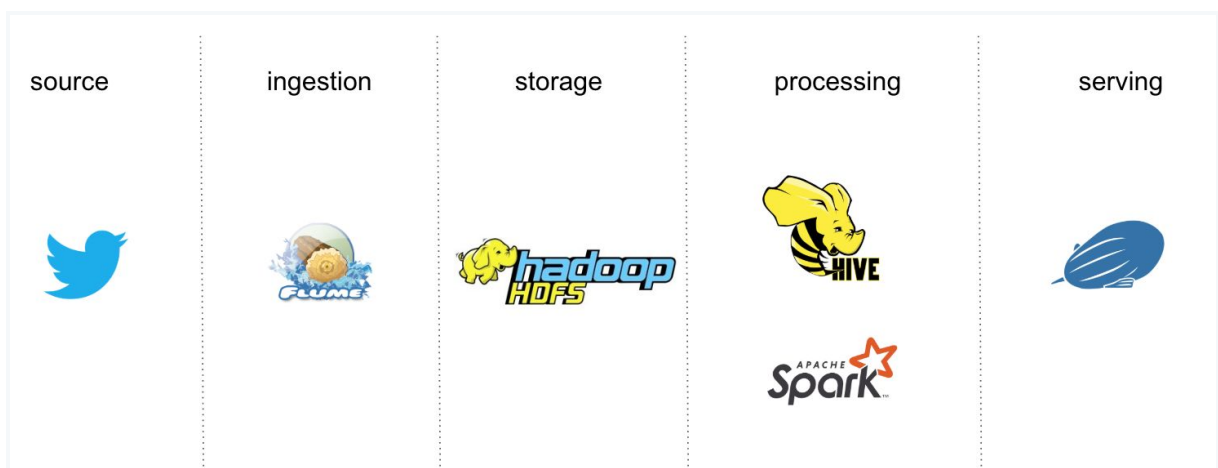 source
ingestion
storage
processing
serving
FLUME
hadoop
HDFS
HIVE
APACHE
Spark